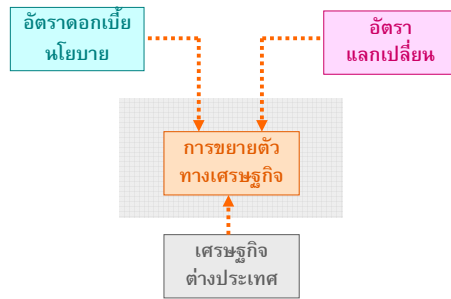 อัตราดอกเบี้ย
นโยบาย
อัตรา
แลกเปลี่ยน
การขยายตัว
ทางเศรษฐกิจ
เศรษฐกิจ
ต่างประเทศ